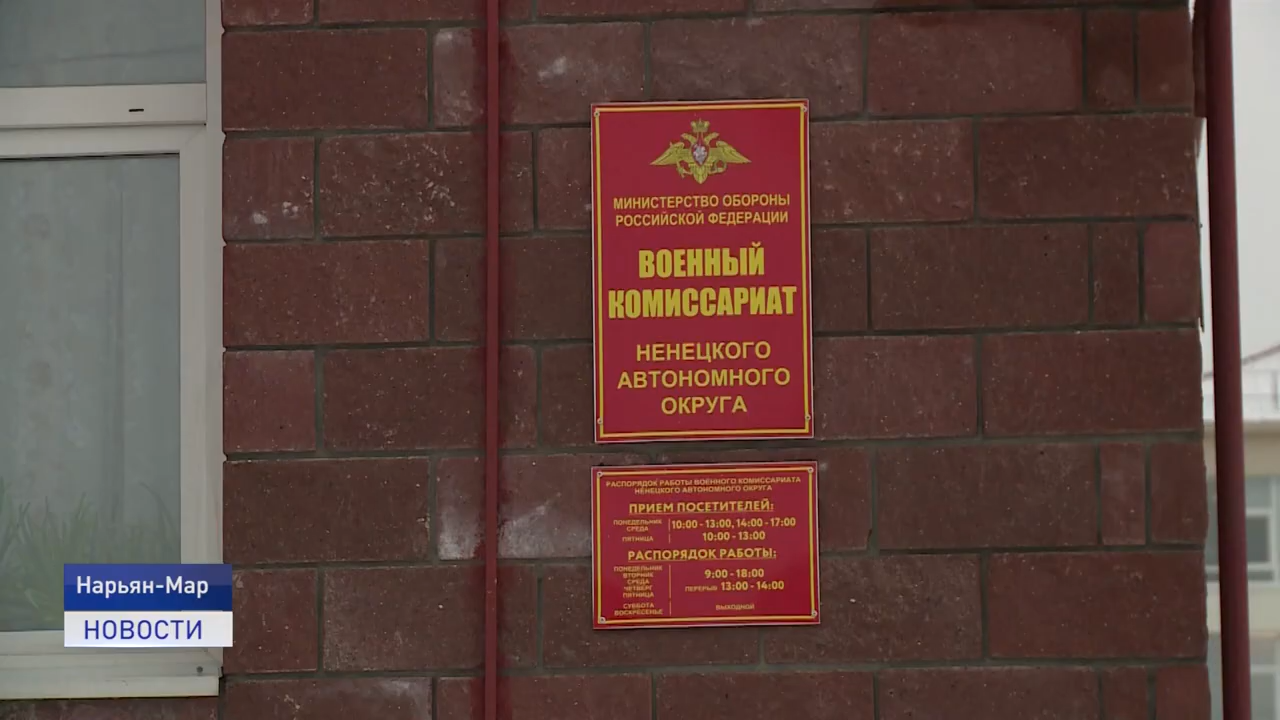 МИНИСТЕРСТВО ОБОРОНЫ
РОССИЙСКОЙ ФЕДЕРАЦИИ
ВОЕННЫЙ
КОМИССАРИАТ
НЕНЕЦКОГО
АВТОНОМНОГО
ОКРУГА
РАСПОРЯДОК РАБОТЫ ВОЕННОГО КОМИССАРИАТА
НЕНЕЦКОГО АВТОНОМНОГО ОКРУГА
ПРИЕМ ПОСЕТИТЕЛЕЙ:
ПОНЕДЕЛЬНИК
СРЕДА
10:00 - 13:00, 14:00 - 17:00
ПЯТНИЦА
10:00 - 13:00
РАСПОРЯДОК РАБОТЫ:
ПОНЕДЕЛЬНИК
ВТОРНИК
СРЕДА
ЧЕТВЕРГ
ПЯТНИЦА
9:00 - 18:00
ПЕРЕРЫВ 13:00 - 14:00
СУББОТА
ВОСКРЕСЕНЬЕ
ВЫХОДНОЙ
Нарьян-Мар
НОВОСТИ